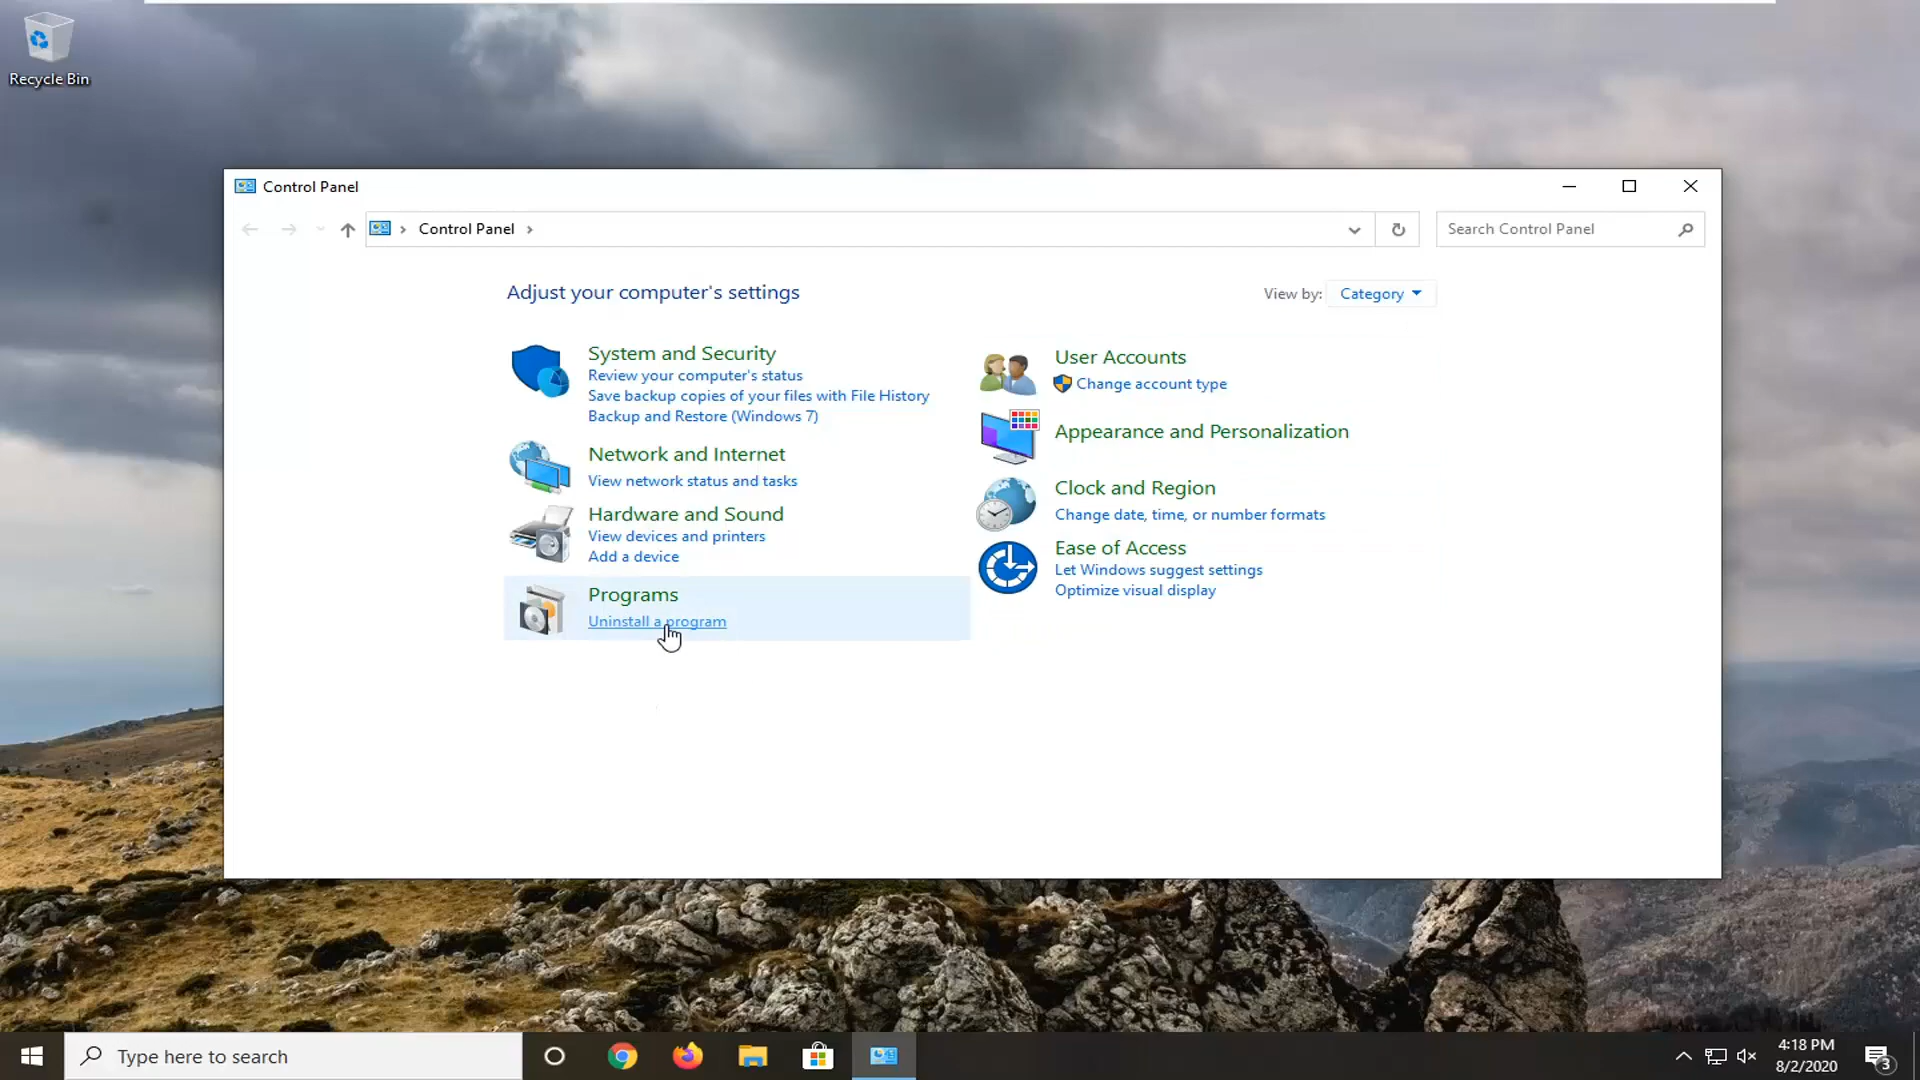 Recycle Bin
Control Panel
Control Panel
Search Control Panel
Adjust your computer's settings
View by: Category
System and Security
Review your computer's status
Save backup copies of your files with File History
Backup and Restore (Windows 7)
Network and Internet
View network status and tasks
Hardware and Sound
View devices and printers
Add a device
Programs
Uninstall a program
User Accounts
Change account type
Appearance and Personalization
Clock and Region
Change date, time, or number formats
Ease of Access
Let Windows suggest settings
Optimize visual display
Type here to search
4:18 PM
8/2/2020
3